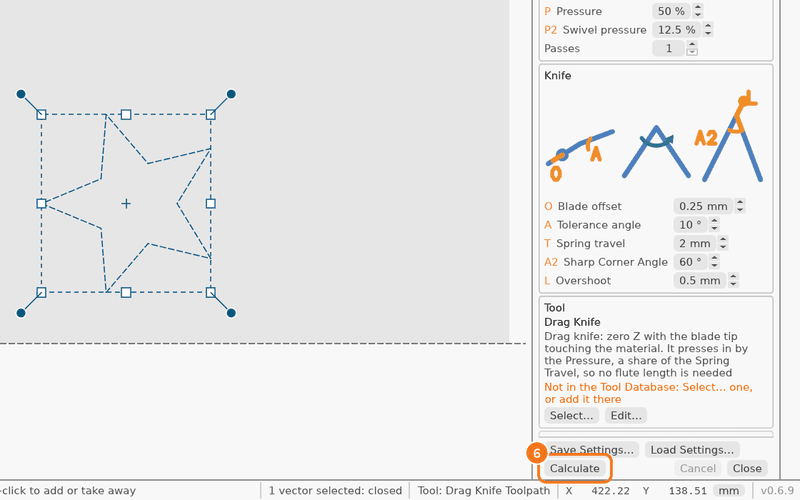 P Pressure 50 %
P2 Swivel pressure 12.5 %
Passes 1
Knife
O
A
A2
L
O Blade offset 0.25 mm
A Tolerance angle 10 °
T Spring travel 2 mm
A2 Sharp Corner Angle 60 °
L Overshoot 0.5 mm
Tool
Drag Knife
Drag knife: zero Z with the blade tip
touching the material. It presses in by
the Pressure, a share of the Spring
Travel, so no flute length is needed
Not in the Tool Database: Select... one,
or add it there
Select... Edit...
Save Settings... Load Settings...
6
Calculate Cancel Close
-click to add or take away 1 vector selected: closed Tool: Drag Knife Toolpath X 422.22 Y 138.51 mm v0.6.9